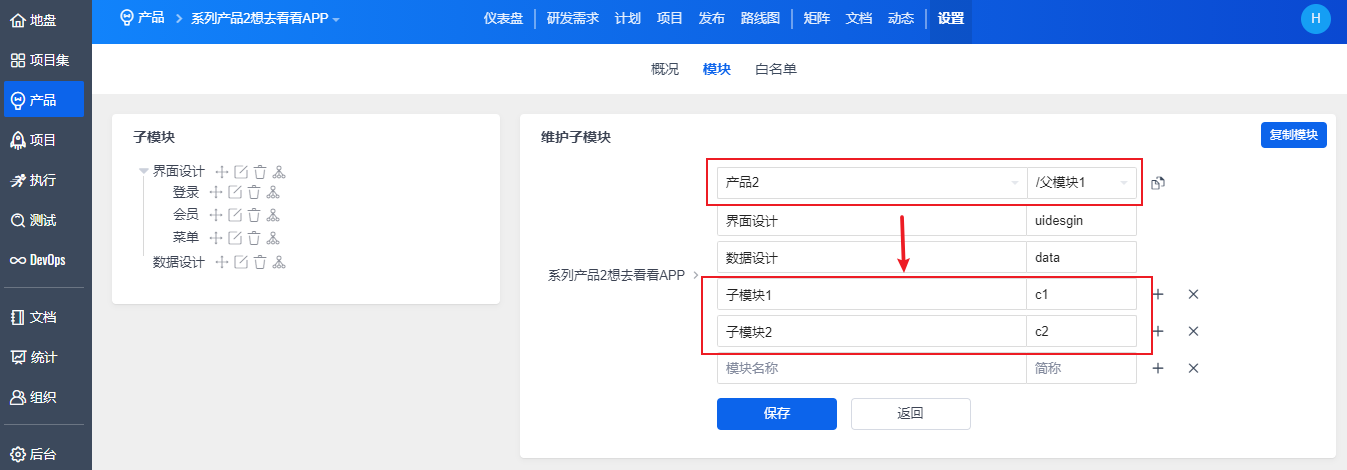 地盘
项目集
产品
项目
执行
测试
DevOps
文档
统计
组织
后台
产品 系列产品2想去看看APP
仪表盘 研发需求 计划 项目 发布 路线图 矩阵 文档 动态 设置
H
概况 模块 白名单
子模块
界面设计
登录
会员
菜单
数据设计
维护子模块
复制模块
系列产品2想去看看APP
产品2 /父模块1
界面设计 uidesgin
数据设计 data
子模块1 c1
子模块2 c2
模块名称 简称
保存 返回